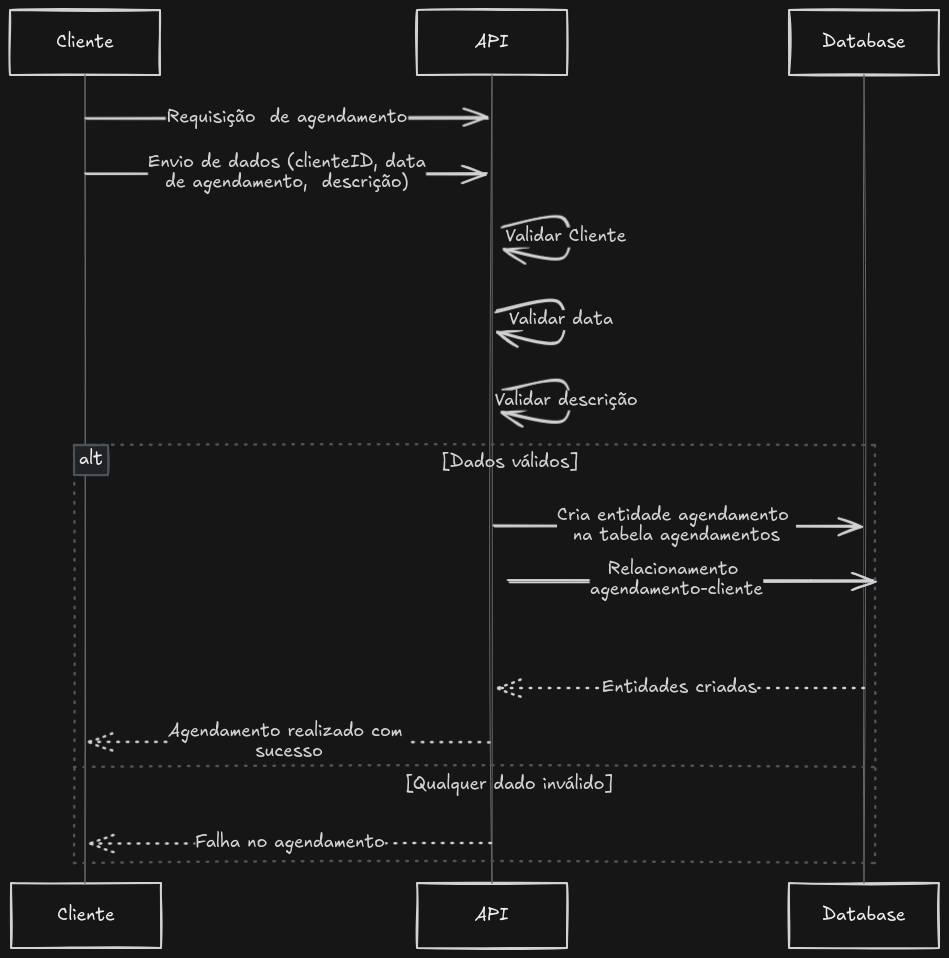 Cliente
API
Database
Requisição de agendamento
Envio de dados (clienteID, data
de agendamento, descrição)
Validar Cliente
Validar data
Validar descrição
alt
[Dados válidos]
Cria entidade agendamento
na tabela agendamentos
Relacionamento
agendamento-cliente
Entidades criadas
Agendamento realizado com
sucesso
[Qualquer dado inválido]
Falha no agendamento
Cliente
API
Database